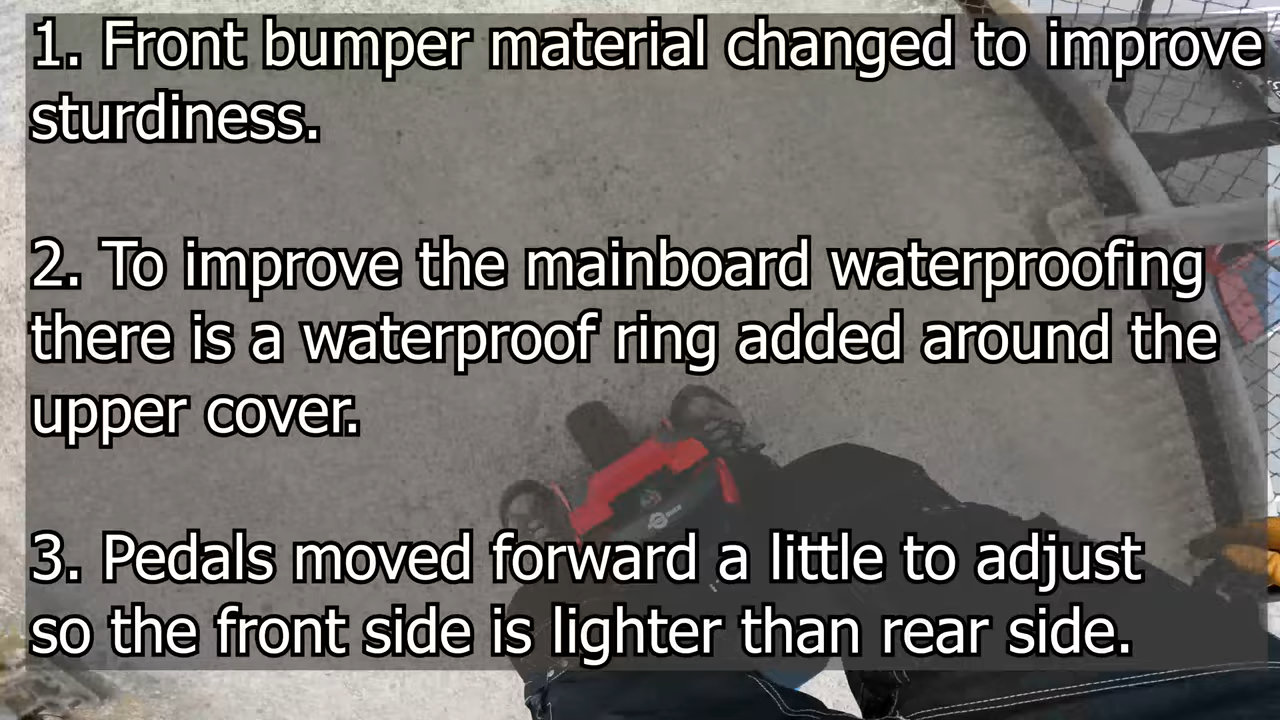 1. Front bumper material changed to improve
sturdiness.
2. To improve the mainboard waterproofing
there is a waterproof ring added around the
upper cover.
3. Pedals moved forward a little to adjust
so the front side is lighter than rear side.